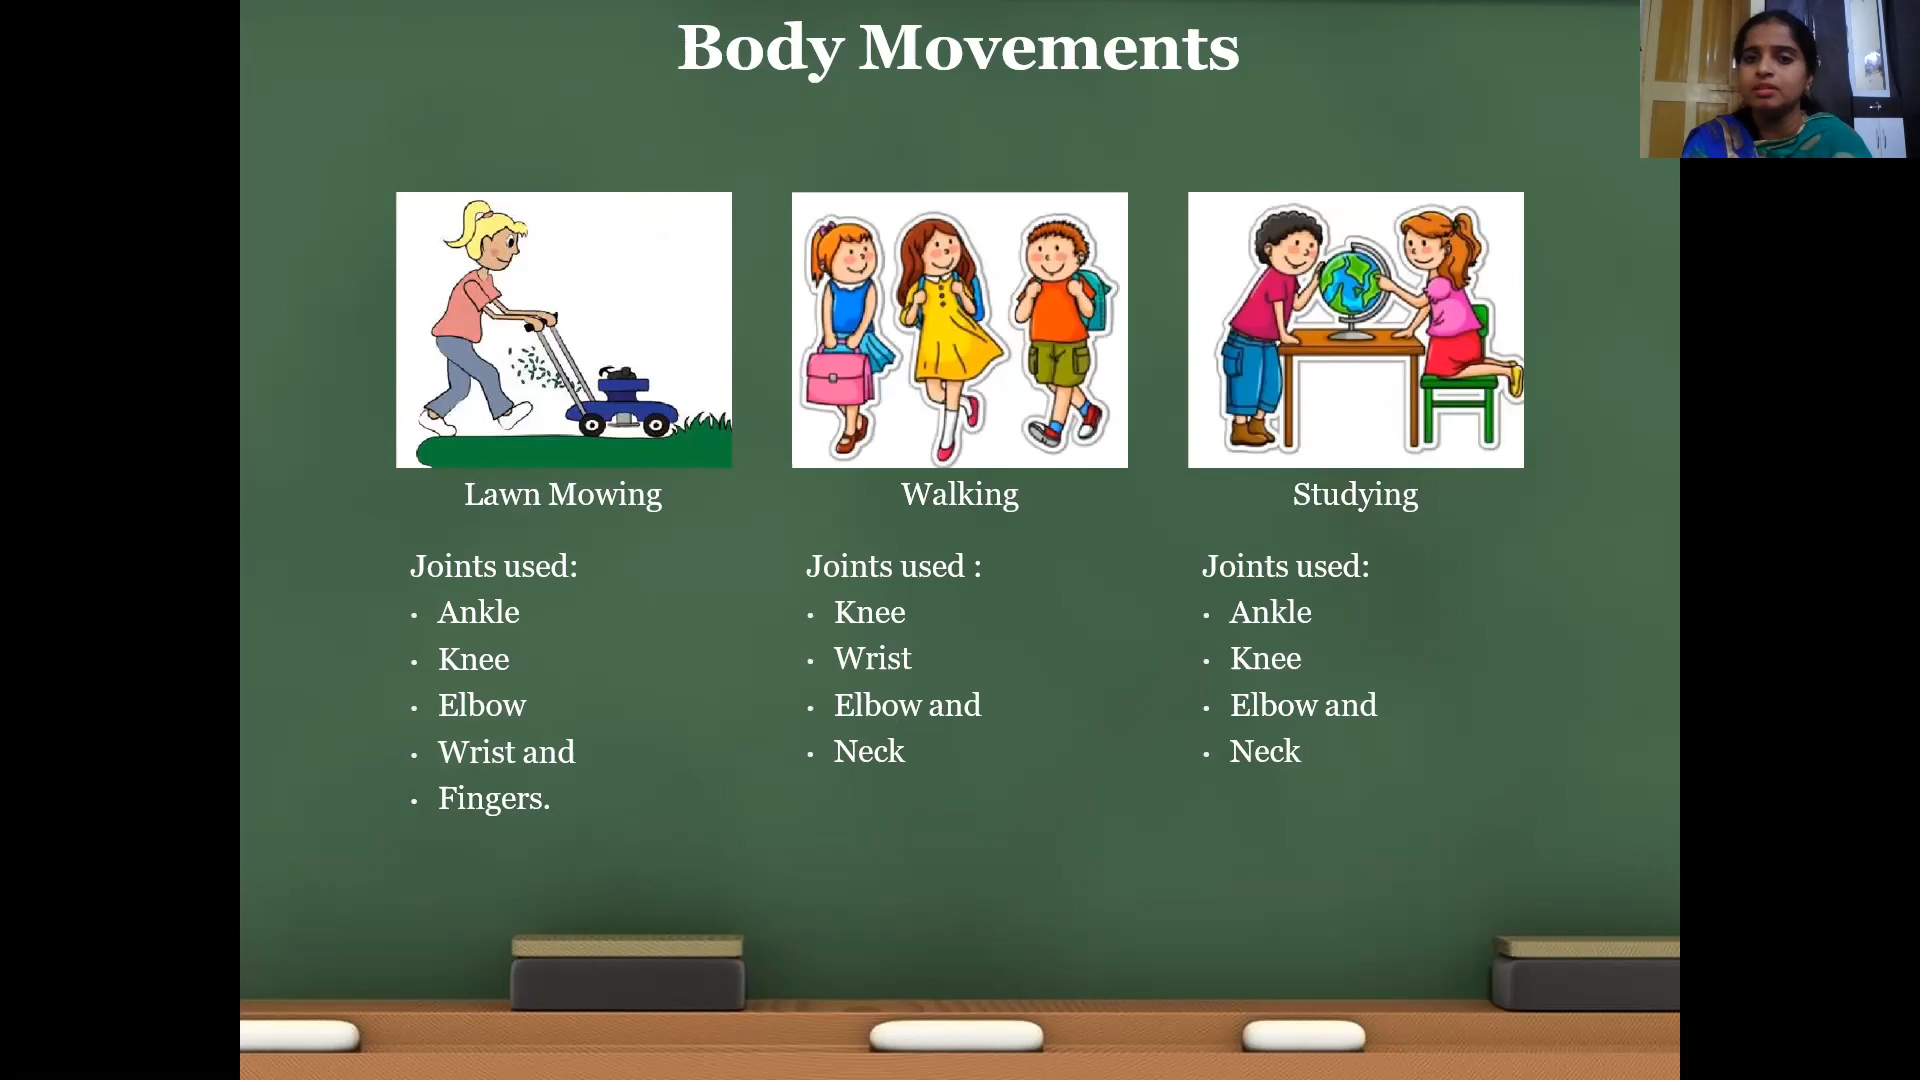 Body Movements
Lawn Mowing
Joints used:
• Ankle
• Knee
• Elbow
• Wrist and
• Fingers.
Walking
Joints used :
• Knee
• Wrist
• Elbow and
• Neck
Studying
Joints used:
• Ankle
• Knee
• Elbow and
• Neck